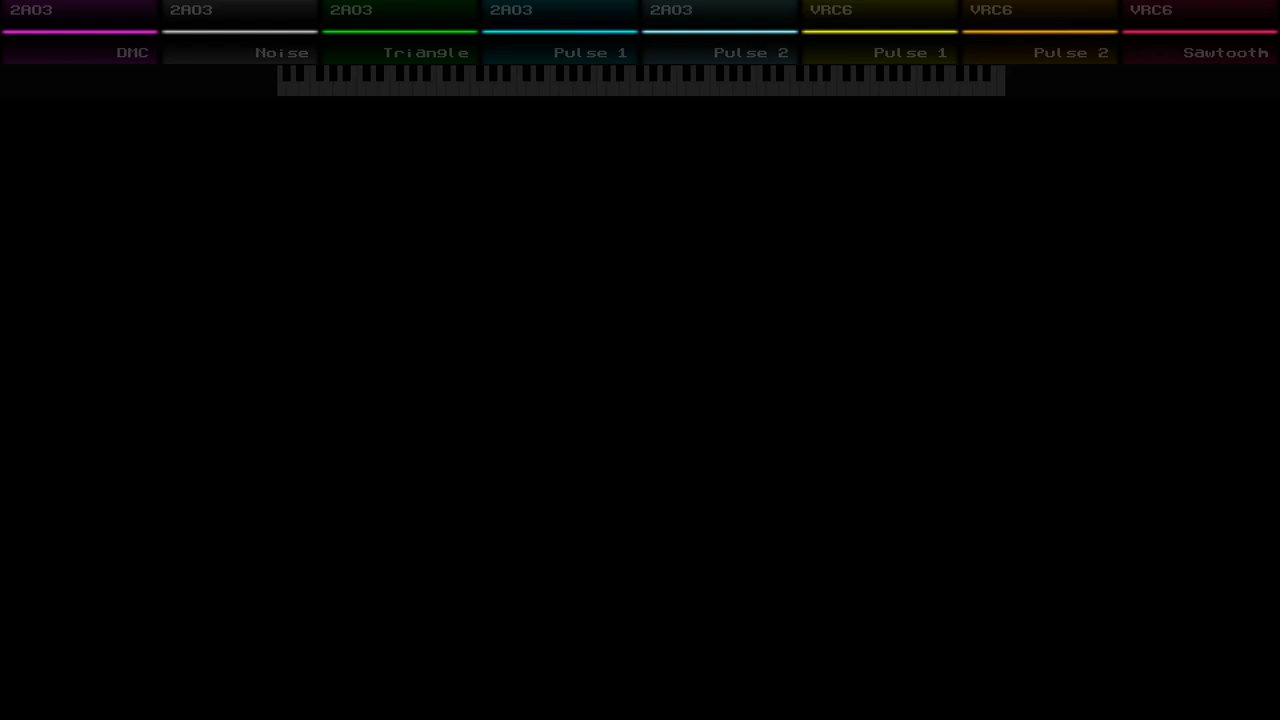 2A03 2A03 2A03 2A03 2A03 VRC6 VRC6 VRC6
DMC Noise Triangle Pulse 1 Pulse 2 Pulse 1 Pulse 2 Sawtooth